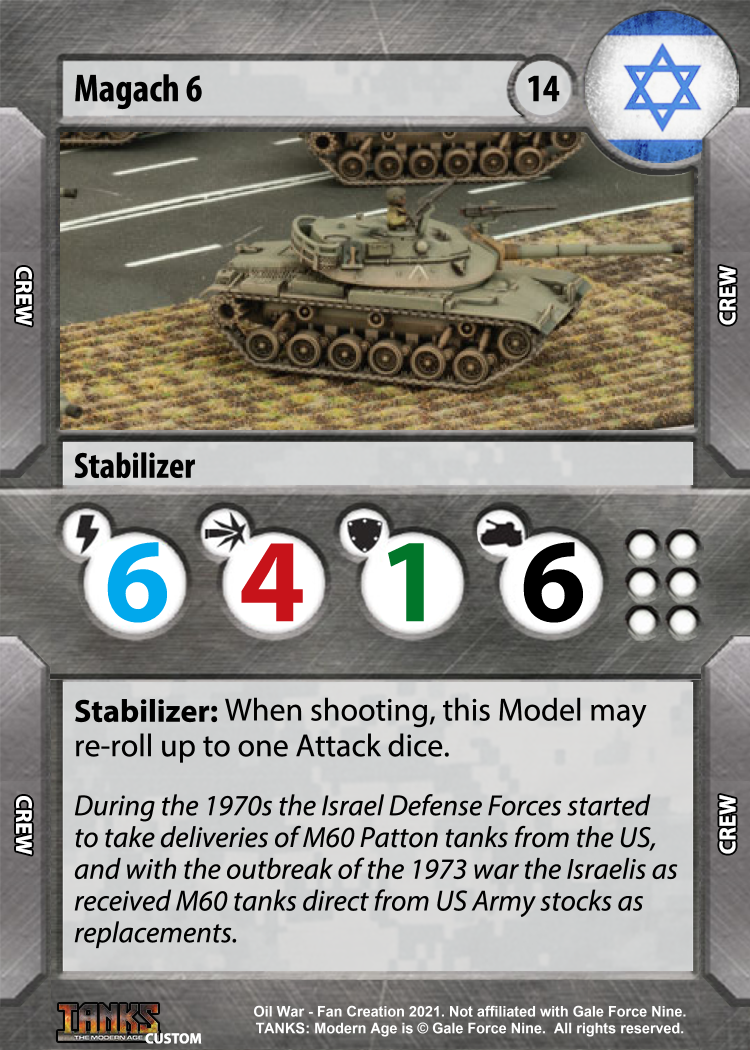 Magach 6
14
CREW
CREW
Stabilizer
6
4
1
6
Stabilizer: When shooting, this Model may
re-roll up to one Attack dice.
During the 1970s the Israel Defense Forces started
to take deliveries of M60 Patton tanks from the US,
and with the outbreak of the 1973 war the Israelis as
received M60 tanks direct from US Army stocks as
replacements.
CREW
CREW
TANKS
THE MODERN AGE
CUSTOM
Oil War - Fan Creation 2021. Not affiliated with Gale Force Nine.
TANKS: Modern Age is © Gale Force Nine. All rights reserved.